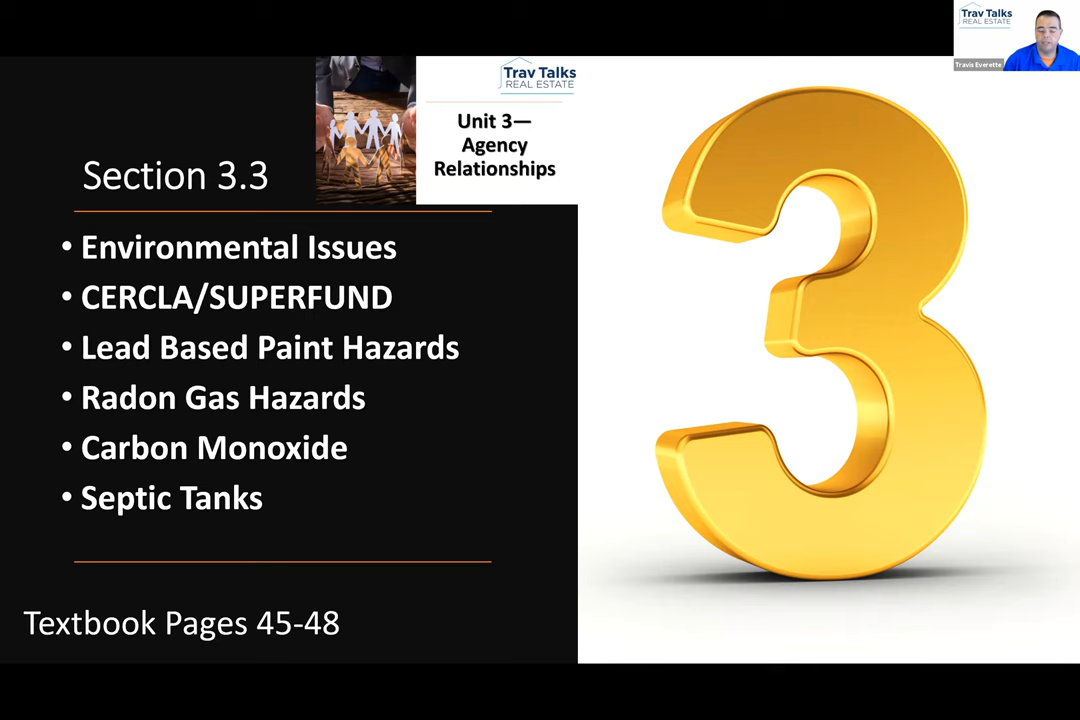 Trav Talks
REAL ESTATE
Travis Everette
Trav Talks
REAL ESTATE
Unit 3—
Agency
Relationships
Section 3.3
• Environmental Issues
• CERCLA/SUPERFUND
• Lead Based Paint Hazards
• Radon Gas Hazards
• Carbon Monoxide
• Septic Tanks
Textbook Pages 45-48
3